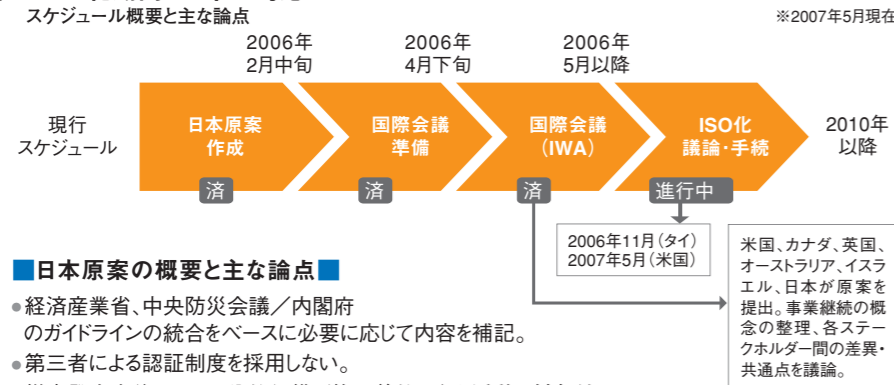 スケジュール概要と主な論点
※2007年5月現在
2006年
2月中旬
2006年
4月下旬
2006年
5月以降
現行
スケジュール
日本原案
作成
国際会議
準備
国際会議
（IWA）
ISO化
議論・手続
2010年
以降
済
済
済
進行中
2006年11月（タイ）
2007年5月（米国）
米国、カナダ、英国、
オーストラリア、イスラ
エル、日本が原案を
提出。事業継続の概
念の整理、各ステー
クホルダー間の差異・
共通点を議論。
■日本原案の概要と主な論点■
●経済産業省、中央防災会議／内閣府
のガイドラインの統合をベースに必要に応じて内容を補記。
●第三者による認証制度を採用しない。